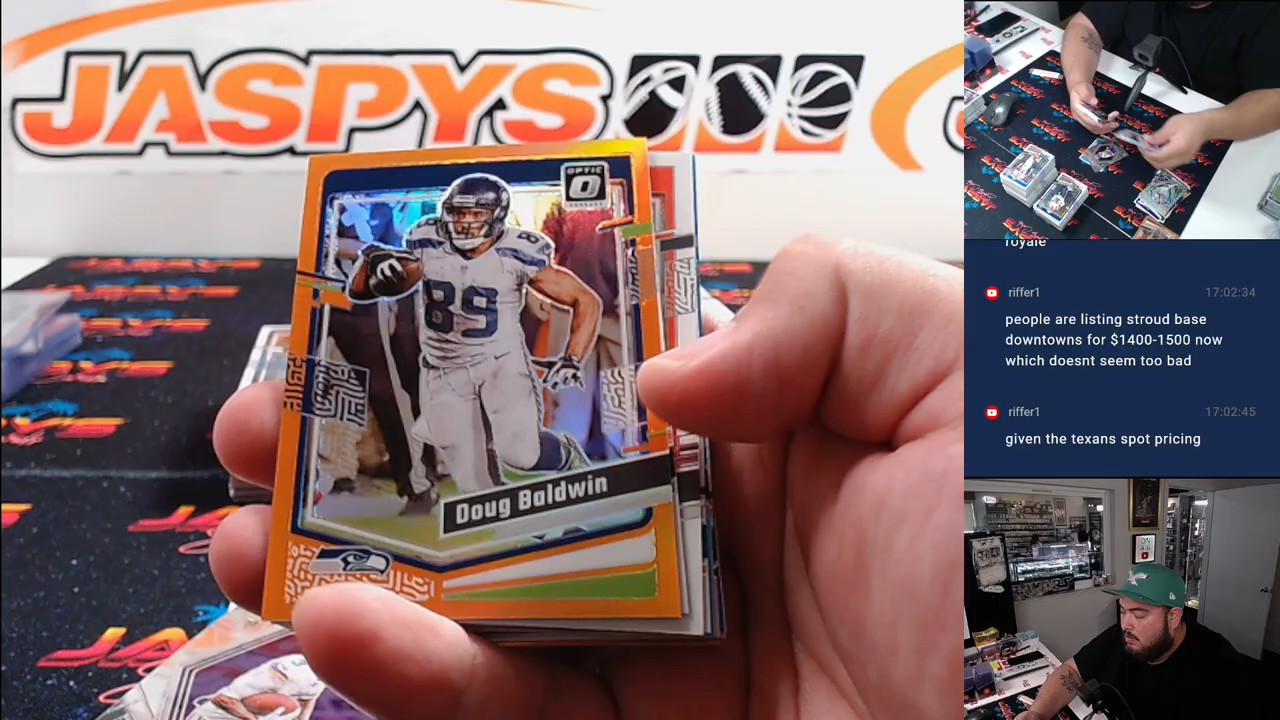 JASPYS
OPTIC
89
89
Doug Baldwin
royale
riffer1
17:02:34
people are listing stroud base
downtowns for $1400-1500 now
which doesnt seem too bad
riffer1
17:02:45
given the texans spot pricing